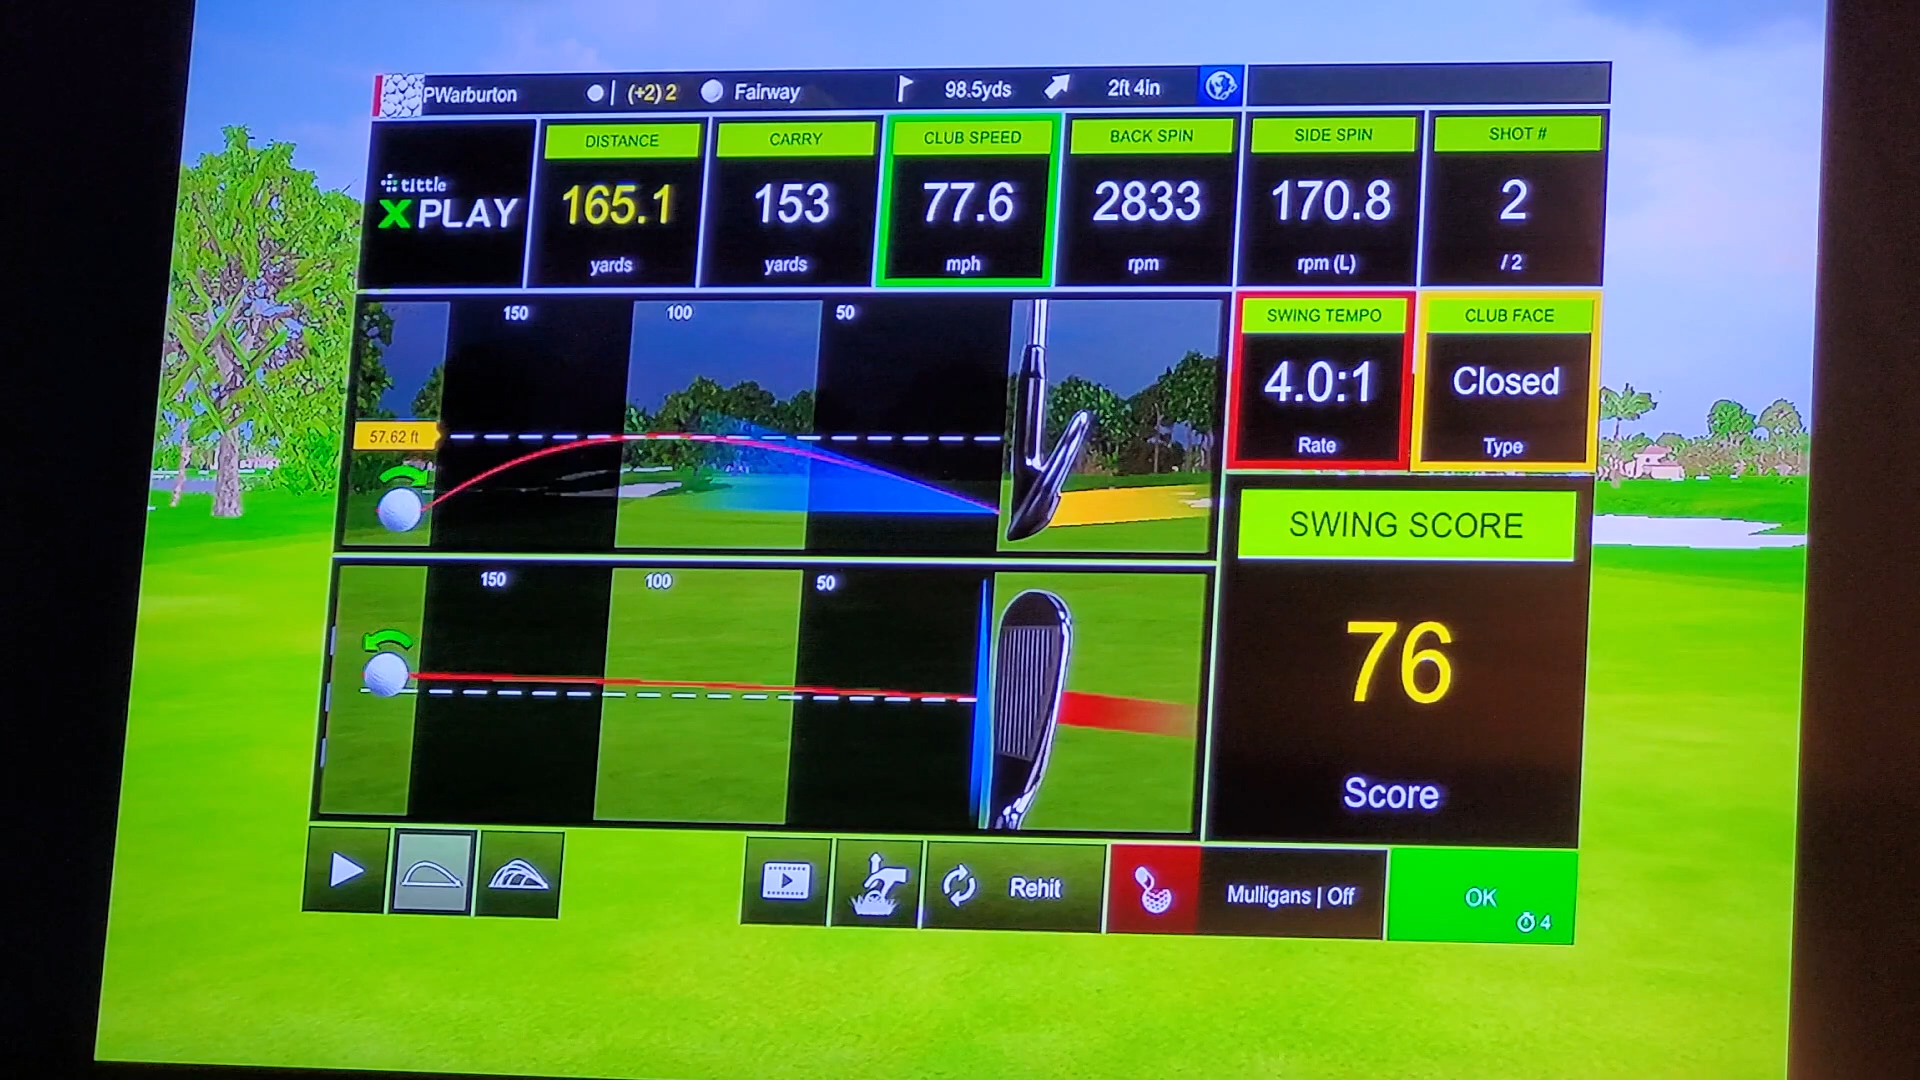 PWarburton (+2) 2 Fairway 98.5yds 2ft 4in
tittle
X PLAY
DISTANCE
165.1
yards
CARRY
153
yards
CLUB SPEED
77.6
mph
BACK SPIN
2833
rpm
SIDE SPIN
170.8
rpm (L)
SHOT #
2
/ 2
150 100 50
57.62 ft
SWING TEMPO
4.0:1
Rate
CLUB FACE
Closed
Type
150 100 50
SWING SCORE
76
Score
Rehit
Mulligans | Off
OK
4